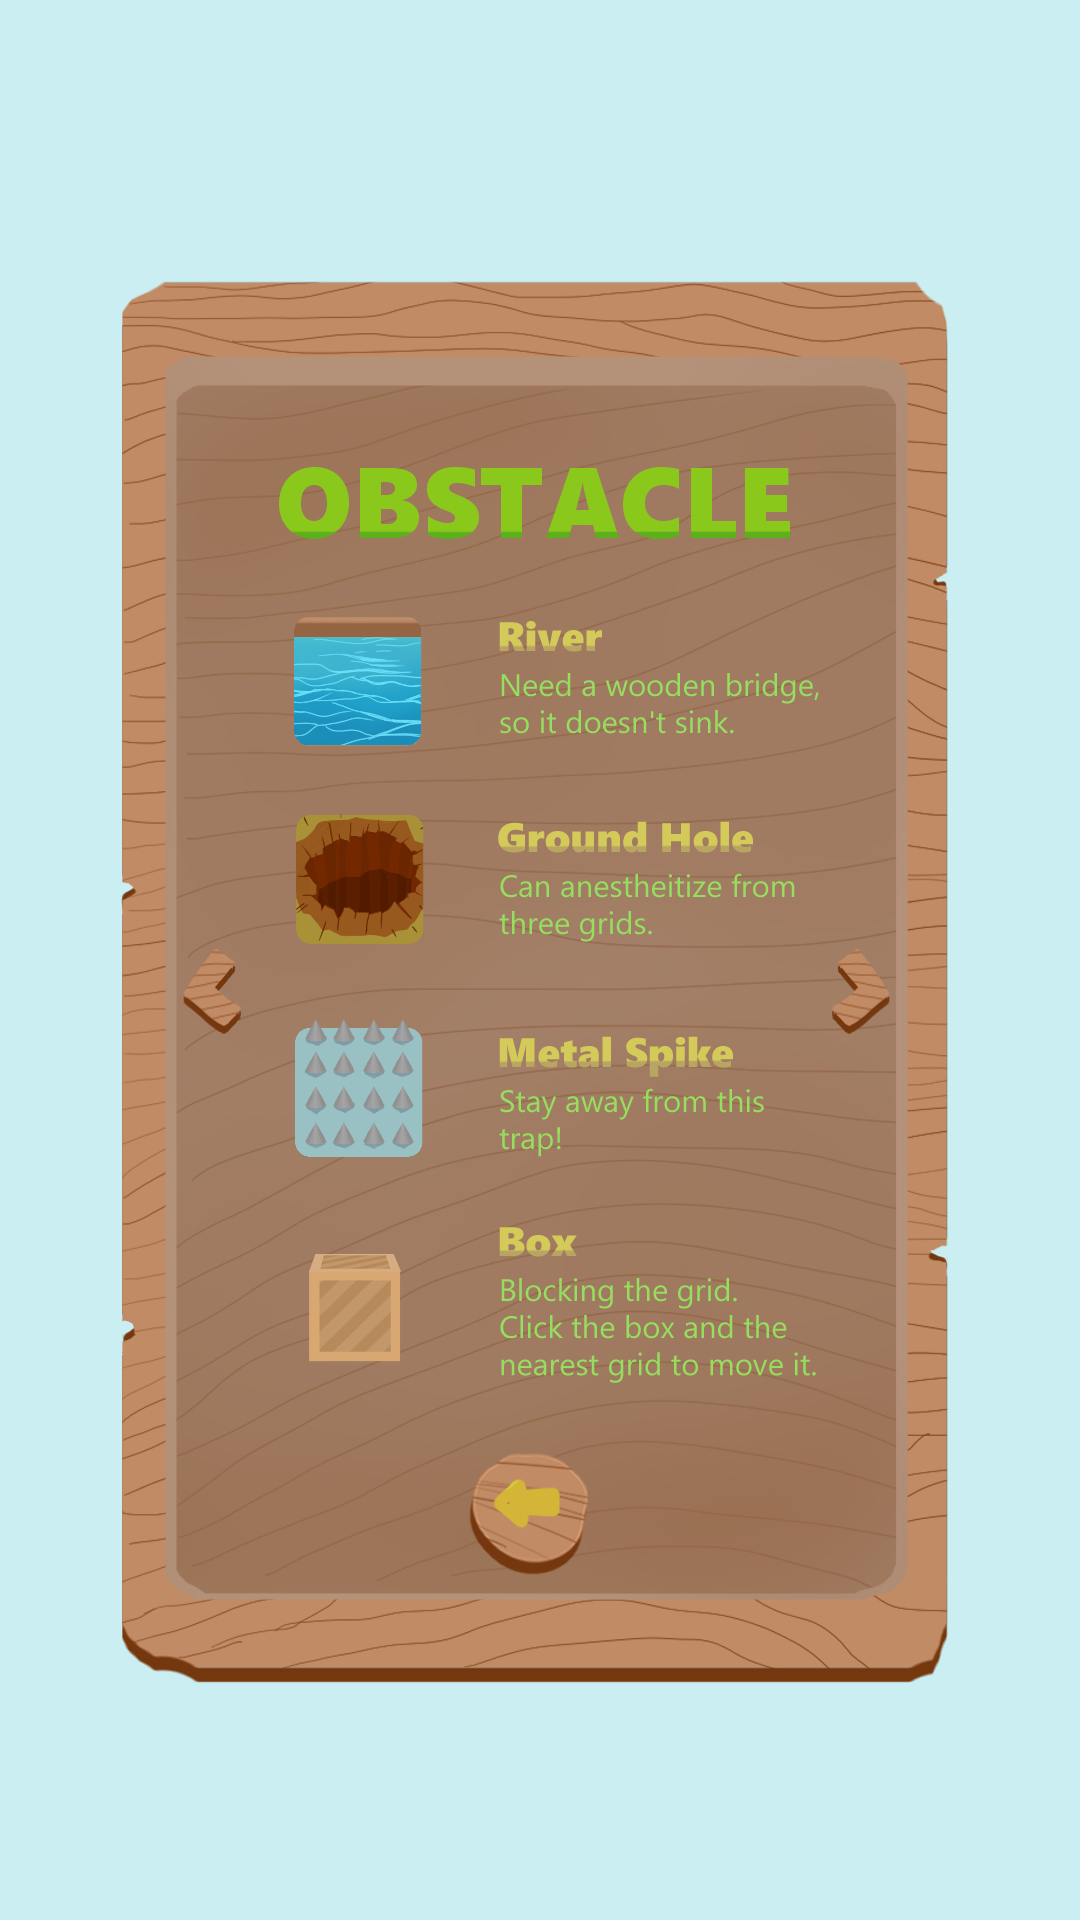 OBSTACLE
River
Need a wooden bridge,
so it doesn't sink.
Ground Hole
Can anestheitize from
three grids.
Metal Spike
Stay away from this
trap!
Box
Blocking the grid.
Click the box and the
nearest grid to move it.